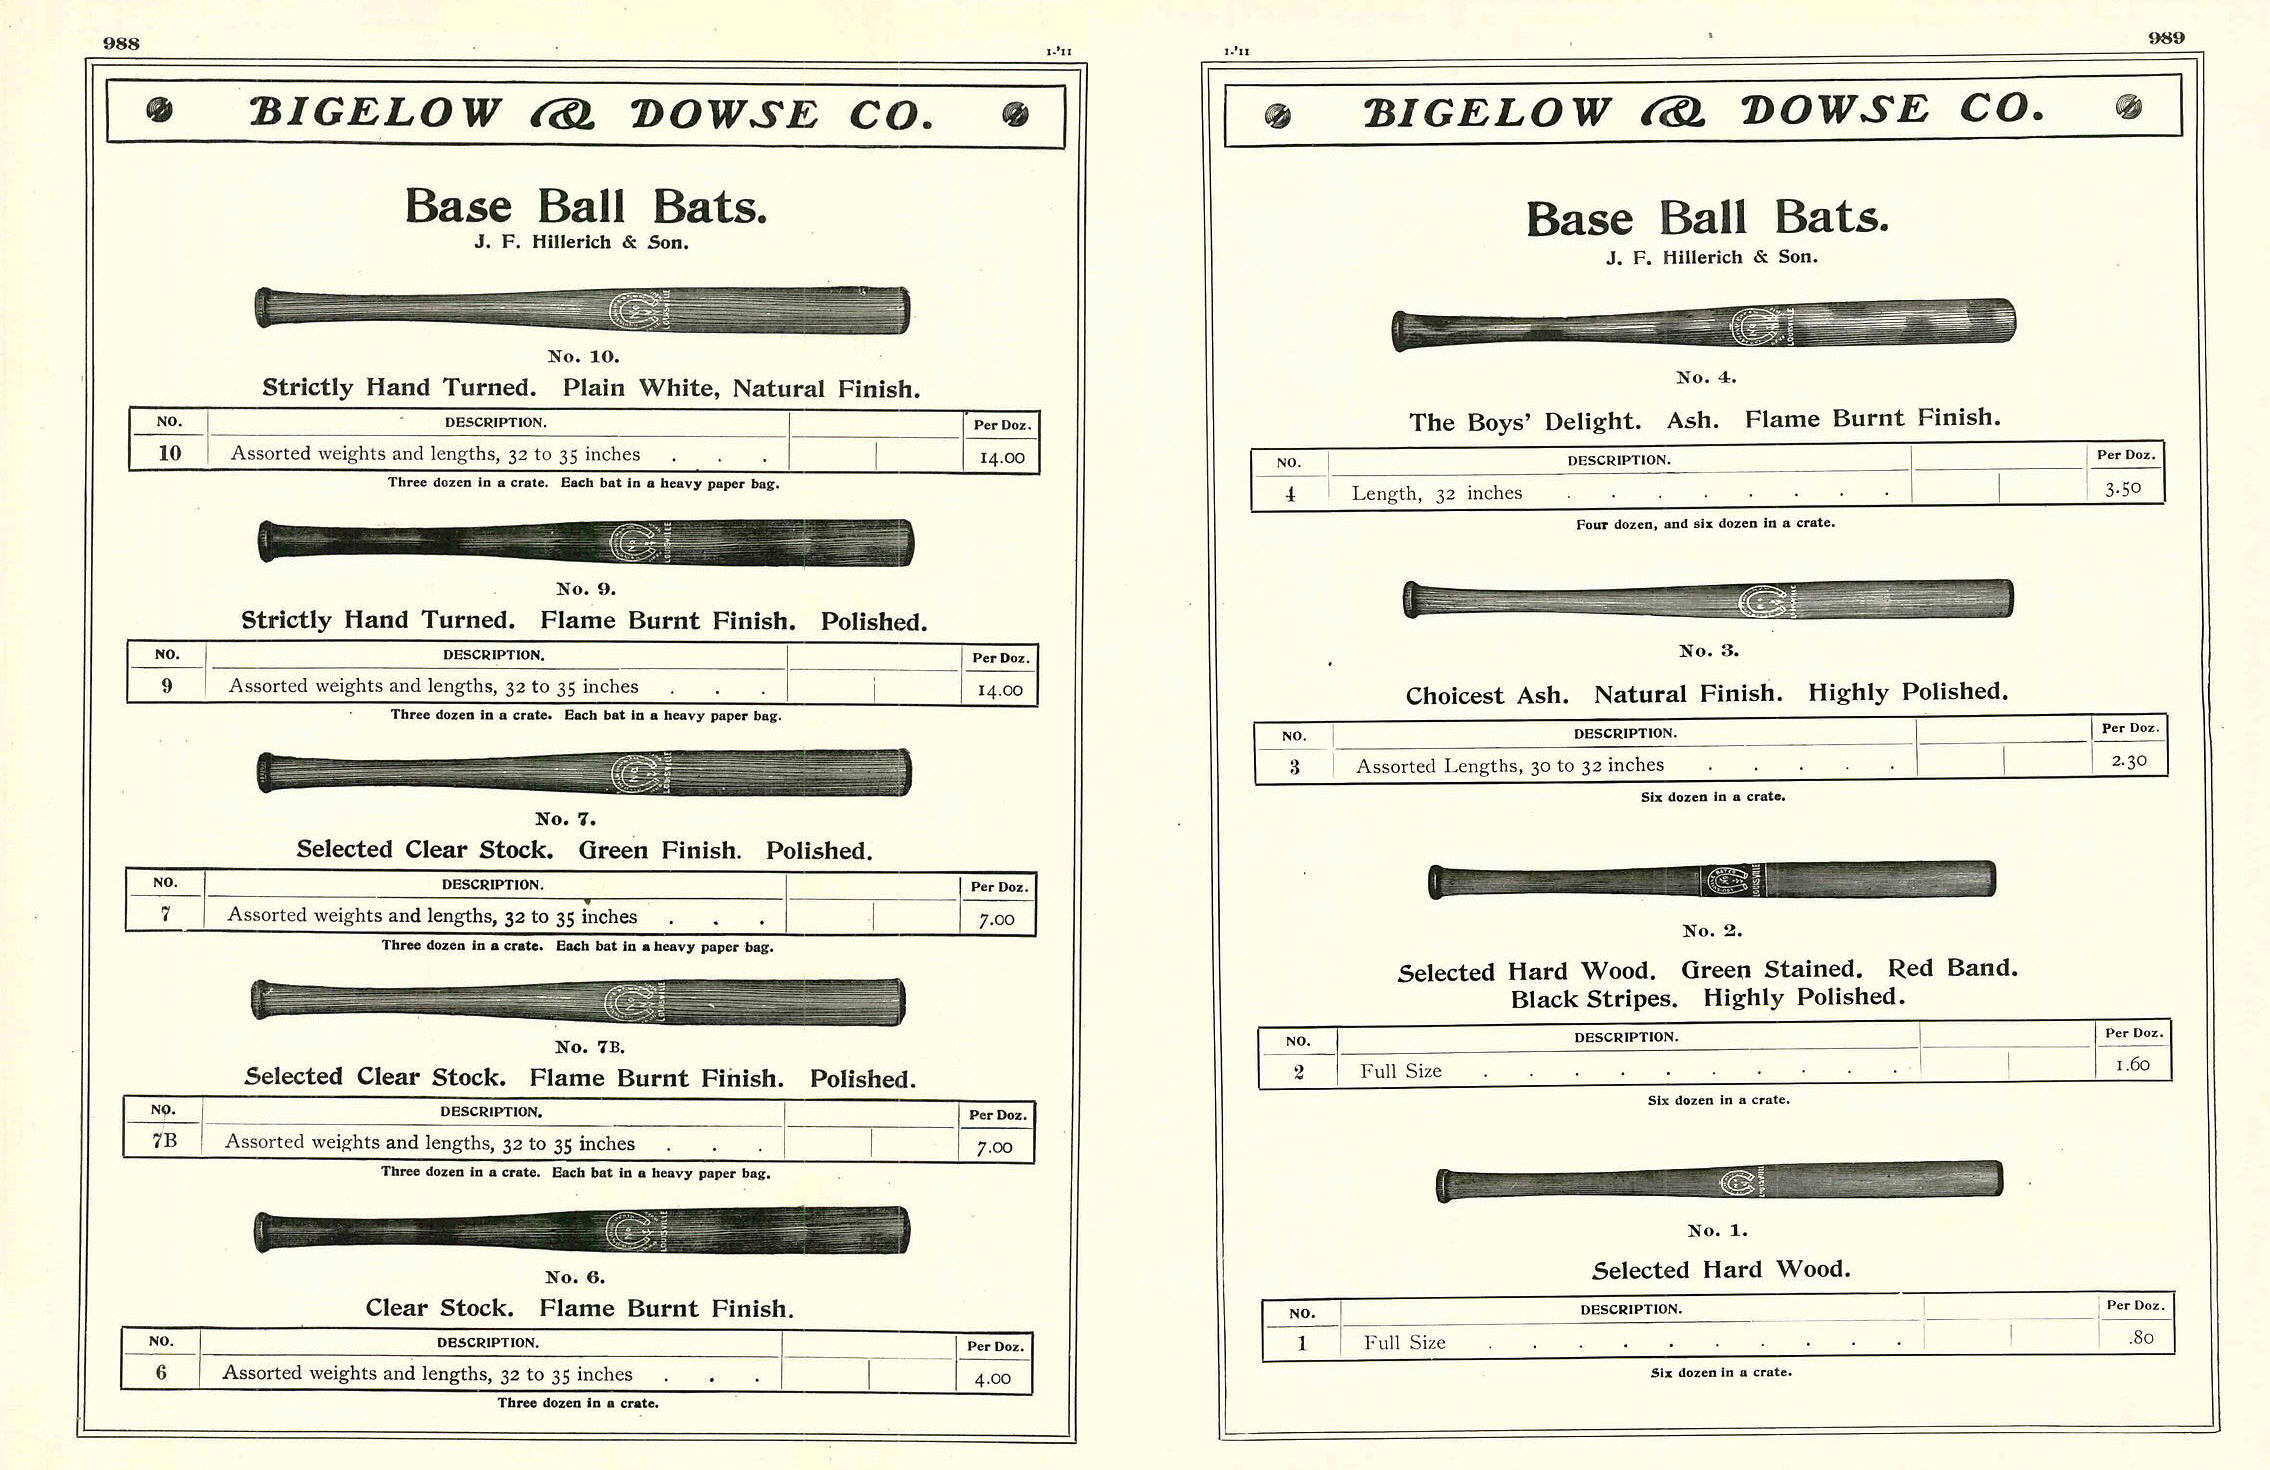 988
1-'11
BIGELOW & DOWSE CO.
Base Ball Bats.
J. F. Hillerich & Son.
LOUISVILLE
No. 10.
Strictly Hand Turned. Plain White, Natural Finish.
NO. DESCRIPTION. Per Doz.
10 Assorted weights and lengths, 32 to 35 inches . . . 14.00
Three dozen in a crate. Each bat in a heavy paper bag.
LOUISVILLE
No. 9.
Strictly Hand Turned. Flame Burnt Finish. Polished.
NO. DESCRIPTION. Per Doz.
9 Assorted weights and lengths, 32 to 35 inches . . . 14.00
Three dozen in a crate. Each bat in a heavy paper bag.
LOUISVILLE
No. 7.
Selected Clear Stock. Green Finish. Polished.
NO. DESCRIPTION. Per Doz.
7 Assorted weights and lengths, 32 to 35 inches . . . 7.00
Three dozen in a crate. Each bat in a heavy paper bag.
LOUISVILLE
No. 7B.
Selected Clear Stock. Flame Burnt Finish. Polished.
NO. DESCRIPTION. Per Doz.
7B Assorted weights and lengths, 32 to 35 inches . . . 7.00
Three dozen in a crate. Each bat in a heavy paper bag.
LOUISVILLE
No. 6.
Clear Stock. Flame Burnt Finish.
NO. DESCRIPTION. Per Doz.
6 Assorted weights and lengths, 32 to 35 inches . . . 4.00
Three dozen in a crate.
1-'11
989
BIGELOW & DOWSE CO.
Base Ball Bats.
J. F. Hillerich & Son.
LOUISVILLE
No. 4.
The Boys' Delight. Ash. Flame Burnt Finish.
NO. DESCRIPTION. Per Doz.
4 Length, 32 inches . . . . . . . . 3.50
Four dozen, and six dozen in a crate.
LOUISVILLE
No. 3.
Choicest Ash. Natural Finish. Highly Polished.
NO. DESCRIPTION. Per Doz.
3 Assorted Lengths, 30 to 32 inches . . . . . 2.30
Six dozen in a crate.
LOUISVILLE
No. 2.
Selected Hard Wood. Green Stained. Red Band.
Black Stripes. Highly Polished.
NO. DESCRIPTION. Per Doz.
2 Full Size . . . . . . . . . . 1.60
Six dozen in a crate.
LOUISVILLE
No. 1.
Selected Hard Wood.
NO. DESCRIPTION. Per Doz.
1 Full Size . . . . . . . . . . .80
Six dozen in a crate.